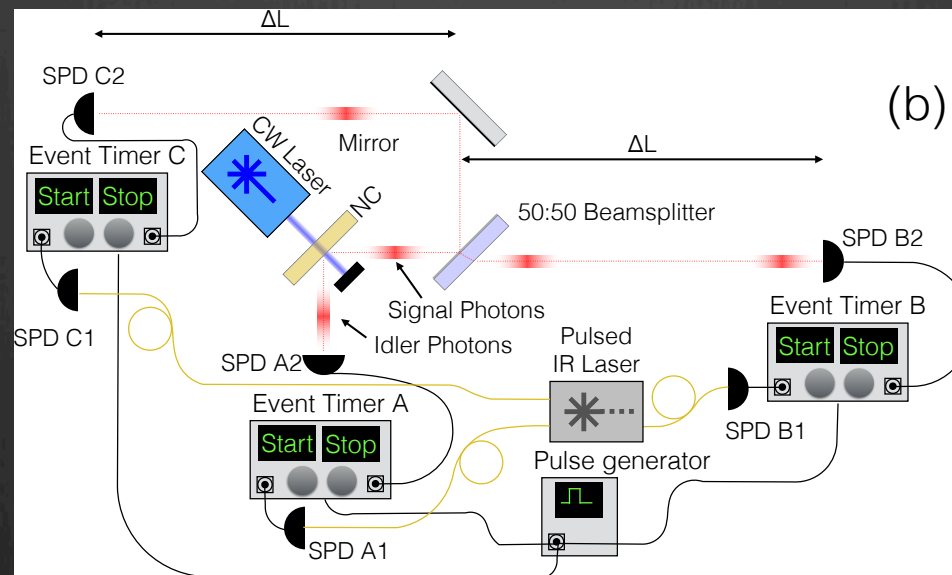 ΔL
SPD C2
(b)
CW Laser
Mirror
Event Timer C
ΔL
Start Stop
NC
50:50 Beamsplitter
SPD B2
Signal Photons
Event Timer B
SPD C1
Idler Photons
Start Stop
SPD A2
Pulsed
IR Laser
Event Timer A
SPD B1
Start Stop
Pulse generator
SPD A1